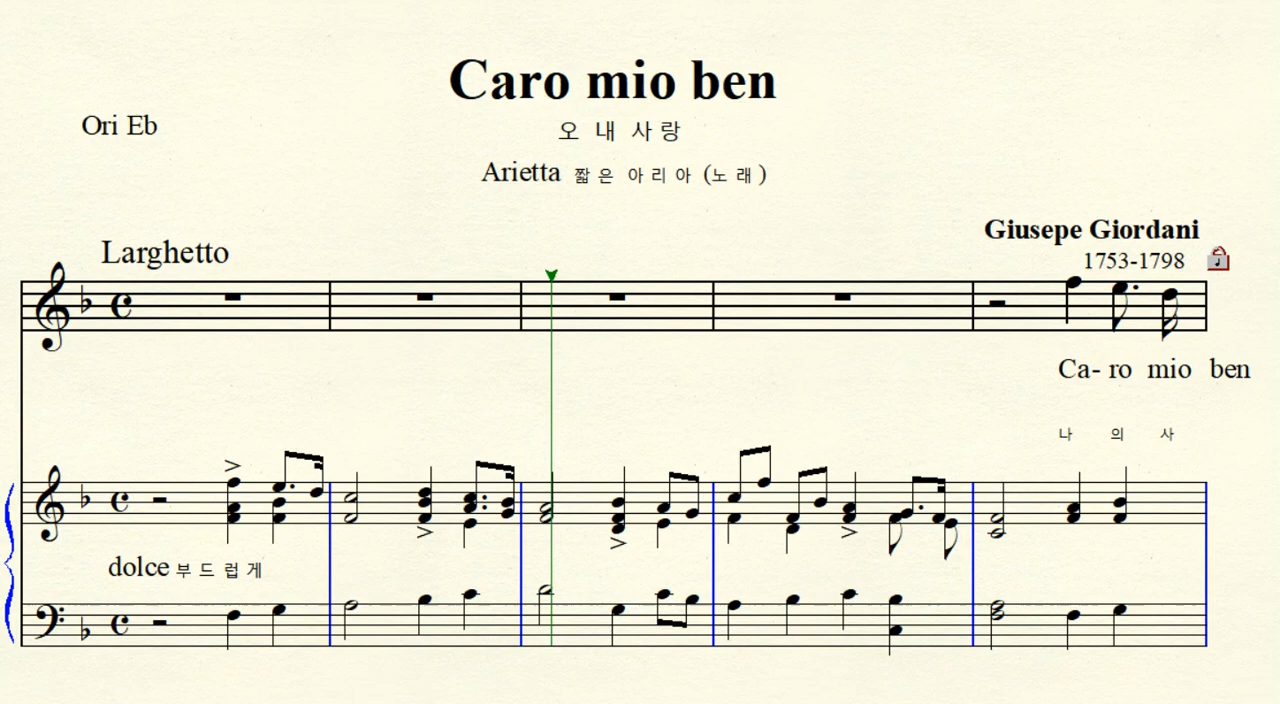 Caro mio ben
Ori Eb
오 내 사랑
Arietta 짧은 아리아 (노래)
Giusepe Giordani
Larghetto
1753-1798
Ca- ro mio ben
나 의 사
dolce 부드럽게